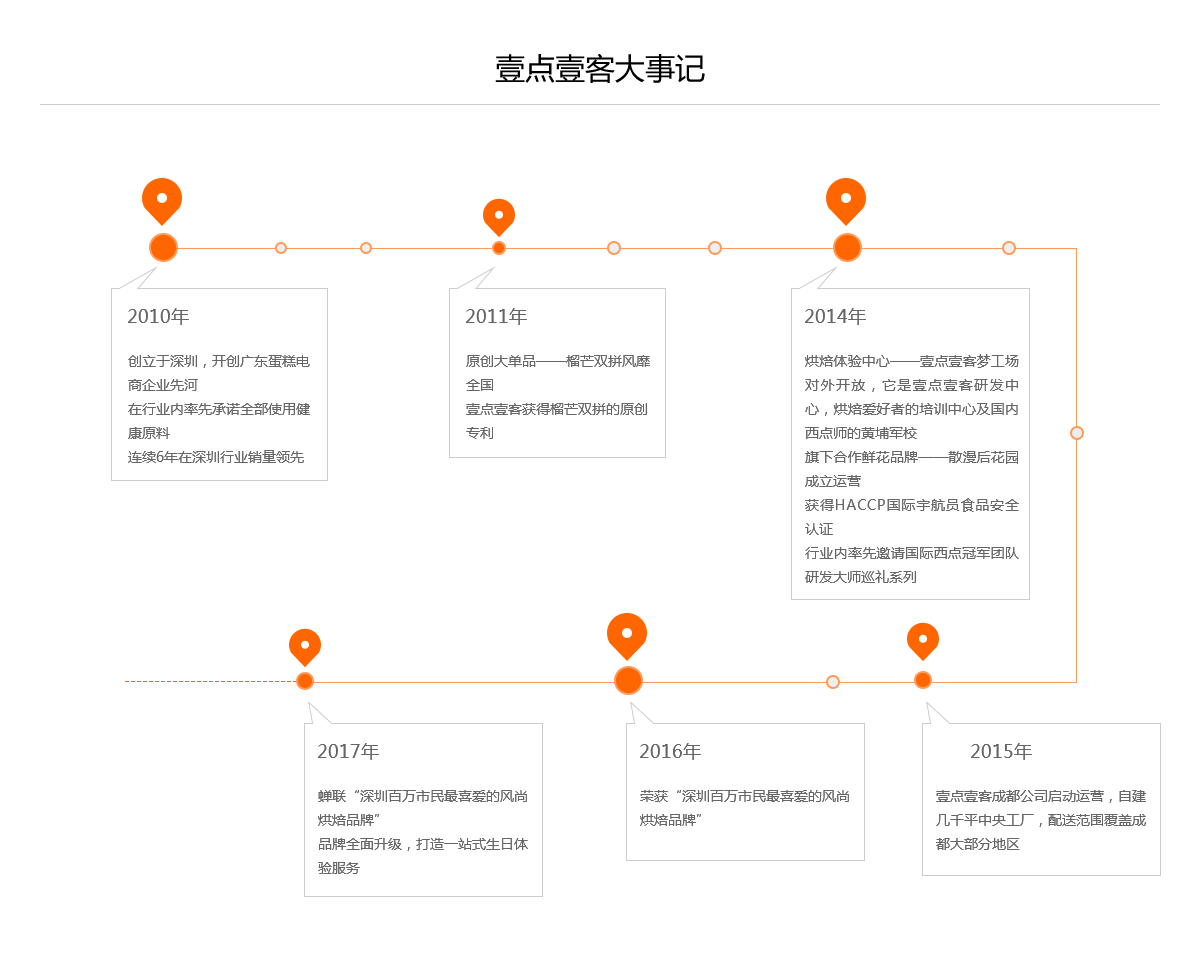 壹点壹客大事记
2010年
创立于深圳，开创广东蛋糕电
商企业先河
在行业内率先承诺全部使用健
康原料
连续6年在深圳行业销量领先
2011年
原创大单品——榴芒双拼风靡
全国
壹点壹客获得榴芒双拼的原创
专利
2014年
烘焙体验中心——壹点壹客梦工场
对外开放，它是壹点壹客研发中
心，烘焙爱好者的培训中心及国内
西点师的黄埔军校
旗下合作鲜花品牌——散漫后花园
成立运营
获得HACCP国际宇航员食品安全
认证
行业内率先邀请国际西点冠军团队
研发大师巡礼系列
2015年
壹点壹客成都公司启动运营，自建
几千平中央工厂，配送范围覆盖成
都大部分地区
2016年
荣获“深圳百万市民最喜爱的风尚
烘焙品牌”
2017年
蝉联“深圳百万市民最喜爱的风尚
烘焙品牌”
品牌全面升级，打造一站式生日体
验服务